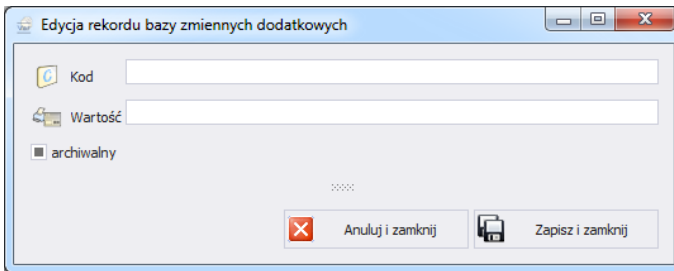 Edycja rekordu bazy zmiennych dodatkowych
Kod
Wartość
archiwalny
Anuluj i zamknij
Zapisz i zamknij